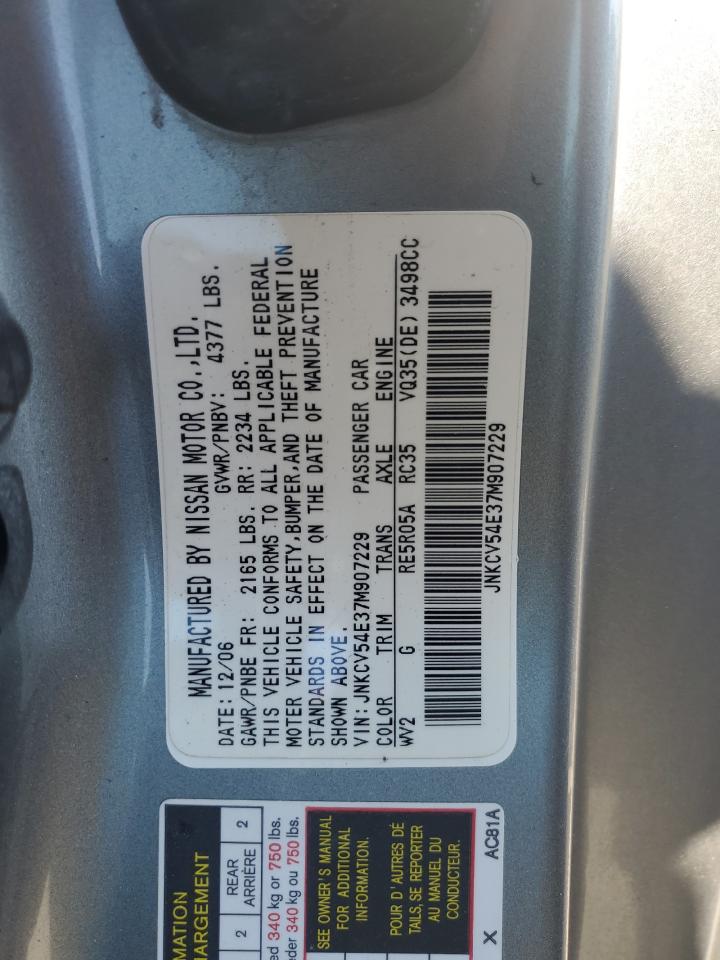 MANUFACTURED BY NISSAN MOTOR CO.,LTD.
DATE: 12/06 GVWR/PNBV: 4377 LBS.
GAWR/PNBE FR: 2165 LBS. RR: 2234 LBS.
THIS VEHICLE CONFORMS TO ALL APPLICABLE FEDERAL
MOTER VEHICLE SAFETY,BUMPER,AND THEFT PREVENTION
STANDARDS IN EFFECT ON THE DATE OF MANUFACTURE
SHOWN ABOVE.
VIN:JNKCV54E37M907229 PASSENGER CAR
COLOR TRIM TRANS AXLE ENGINE
WV2 G RE5R05A RC35 VQ35(DE) 3498CC
JNKCV54E37M907229
MATION
HARGEMENT
2 REAR 2
ARRIÈRE
ed 340 kg or 750 lbs.
eder 340 kg ou 750 lbs.
SEE OWNER'S MANUAL
FOR ADDITIONAL
INFORMATION.
POUR D'AUTRES DÉ
TAILS, SE REPORTER
AU MANUEL DU
CONDUCTEUR.
X AC81A